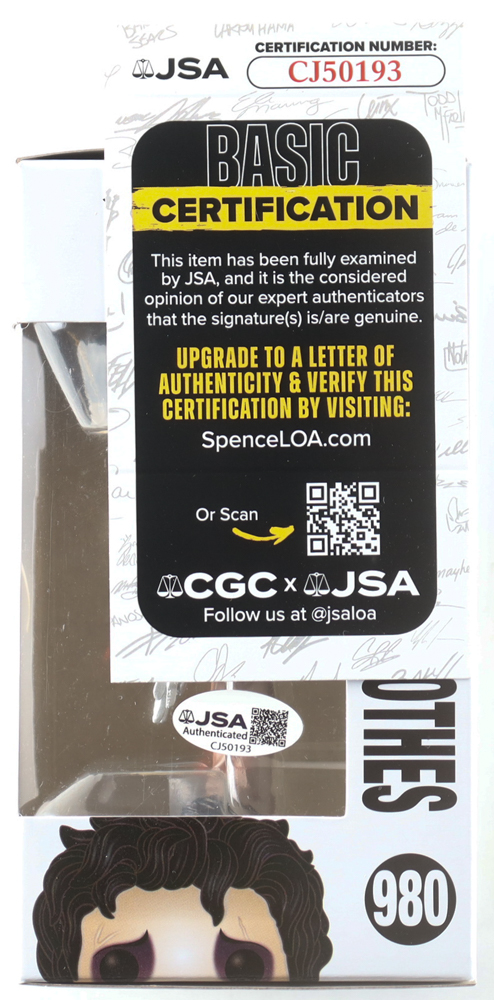 JSA
CERTIFICATION NUMBER:
CJ50193
BASIC
CERTIFICATION
This item has been fully examined
by JSA, and it is the considered
opinion of our expert authenticators
that the signature(s) is/are genuine.
UPGRADE TO A LETTER OF
AUTHENTICITY & VERIFY THIS
CERTIFICATION BY VISITING:
SpenceLOA.com
Or Scan
CGC x JSA
Follow us at @jsaloa
JSA
Authenticated
CJ50193
OTHES
980